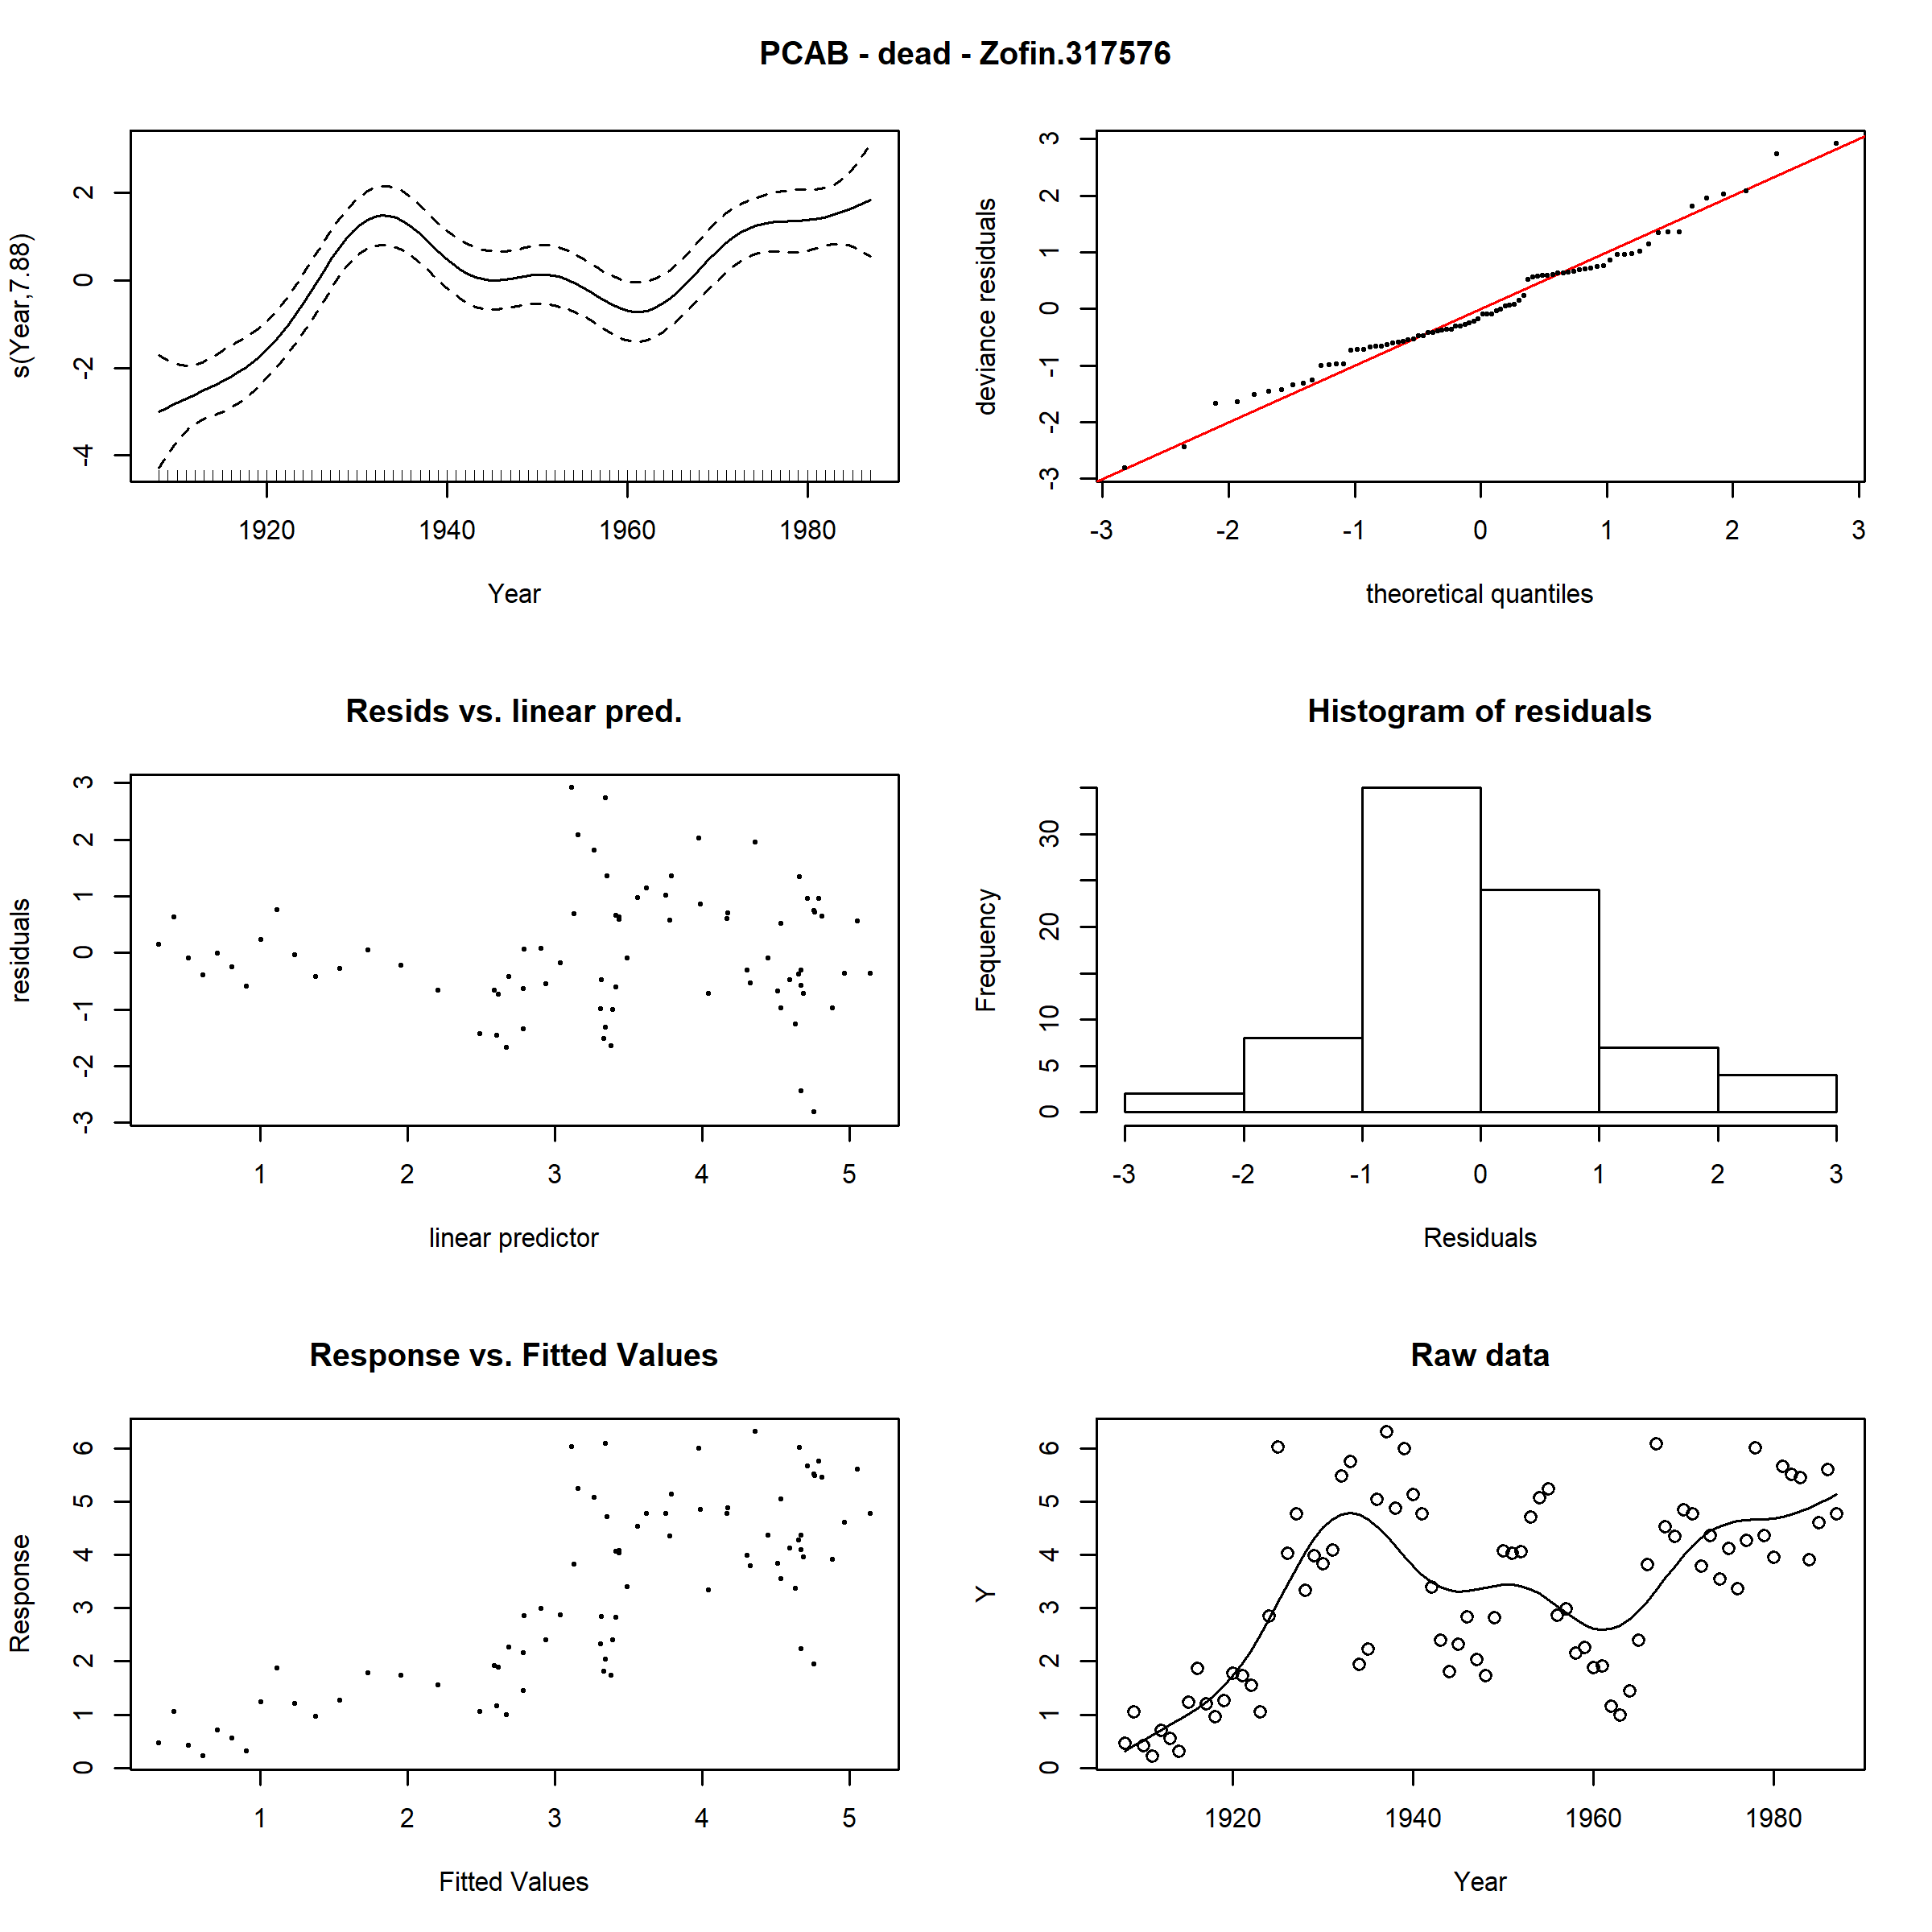 PCAB - dead - Zofin.317576
s(Year,7.88)
2
0
-2
-4
1920 1940 1960 1980
Year
deviance residuals
3
2
1
0
-1
-2
-3
-3 -2 -1 0 1 2 3
theoretical quantiles
Resids vs. linear pred.
residuals
3
2
1
0
-1
-2
-3
1 2 3 4 5
linear predictor
Histogram of residuals
Frequency
30
20
10
5
0
-3 -2 -1 0 1 2 3
Residuals
Response vs. Fitted Values
Response
6
5
4
3
2
1
0
1 2 3 4 5
Fitted Values
Raw data
Y
6
5
4
3
2
1
0
1920 1940 1960 1980
Year